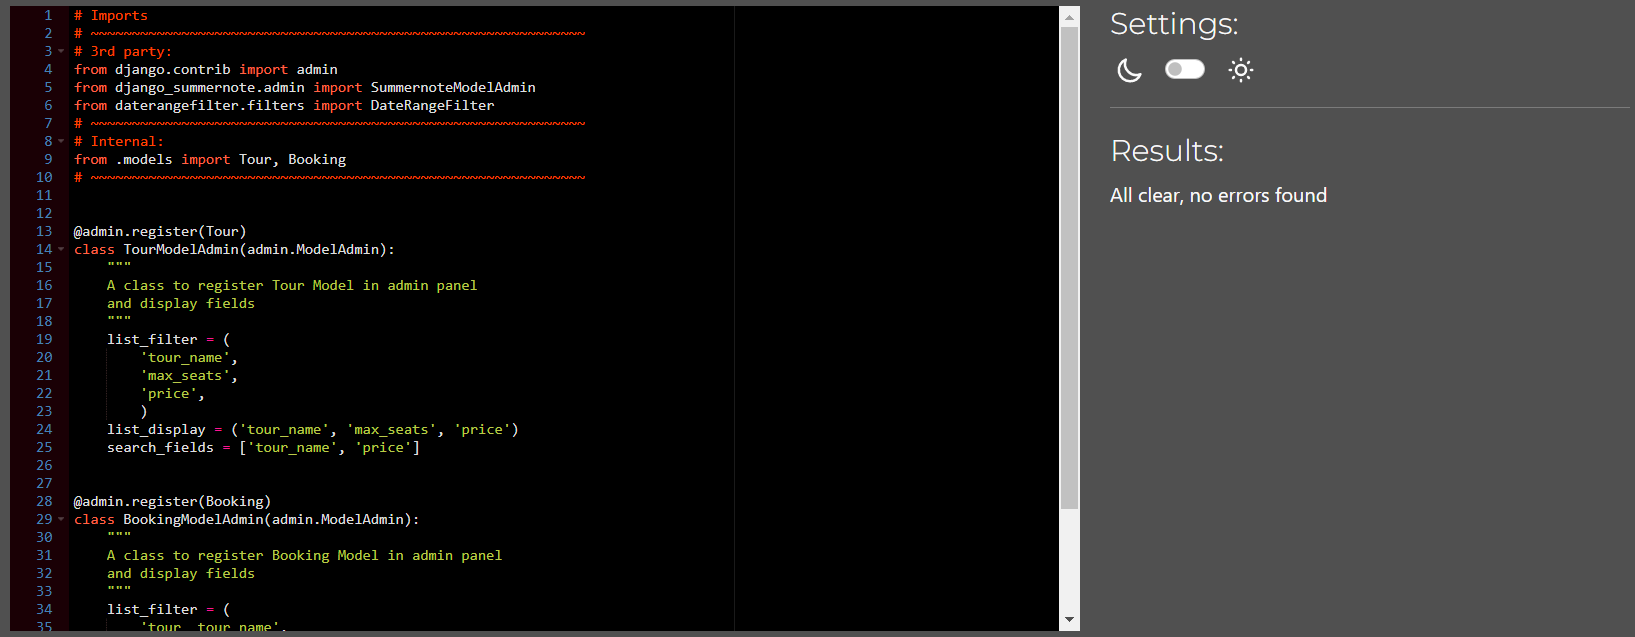 1 # Imports
2 # ~~~~~~~~~~~~~~~~~~~~~~~~~~~~~~~~~~~~~~~~~~~~~~~~~~~~~~~~~~~~
3 # 3rd party:
4 from django.contrib import admin
5 from django_summernote.admin import SummernoteModelAdmin
6 from daterangefilter.filters import DateRangeFilter
7 # ~~~~~~~~~~~~~~~~~~~~~~~~~~~~~~~~~~~~~~~~~~~~~~~~~~~~~~~~~~~~
8 # Internal:
9 from .models import Tour, Booking
10 # ~~~~~~~~~~~~~~~~~~~~~~~~~~~~~~~~~~~~~~~~~~~~~~~~~~~~~~~~~~~~
11
12
13 @admin.register(Tour)
14 class TourModelAdmin(admin.ModelAdmin):
15     """
16     A class to register Tour Model in admin panel
17     and display fields
18     """
19     list_filter = (
20         'tour_name',
21         'max_seats',
22         'price',
23         )
24     list_display = ('tour_name', 'max_seats', 'price')
25     search_fields = ['tour_name', 'price']
26
27
28 @admin.register(Booking)
29 class BookingModelAdmin(admin.ModelAdmin):
30     """
31     A class to register Booking Model in admin panel
32     and display fields
33     """
34     list_filter = (
35         'tour__tour_name',
Settings:
Results:
All clear, no errors found